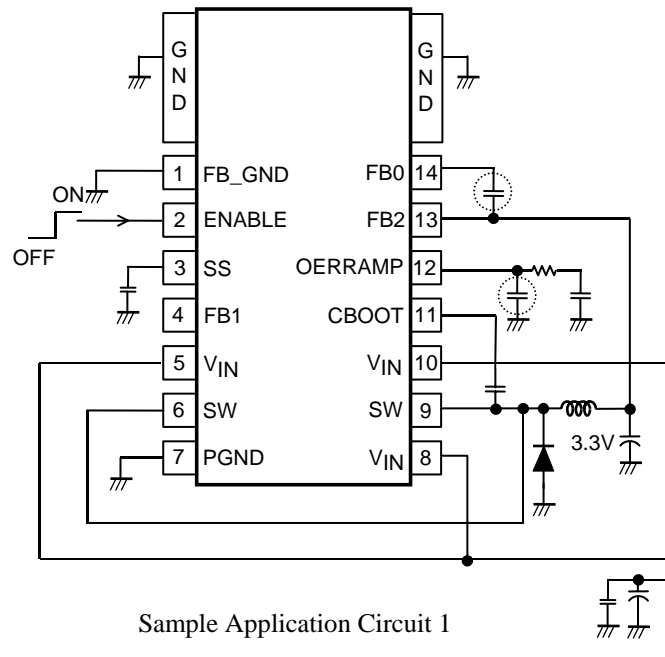 G
N
D
G
N
D
1 FB_GND FB0 14
ON
2 ENABLE FB2 13
OFF
3 SS OERRAMP 12
4 FB1 CBOOT 11
5 VIN VIN 10
6 SW SW 9
3.3V
7 PGND VIN 8
Sample Application Circuit 1